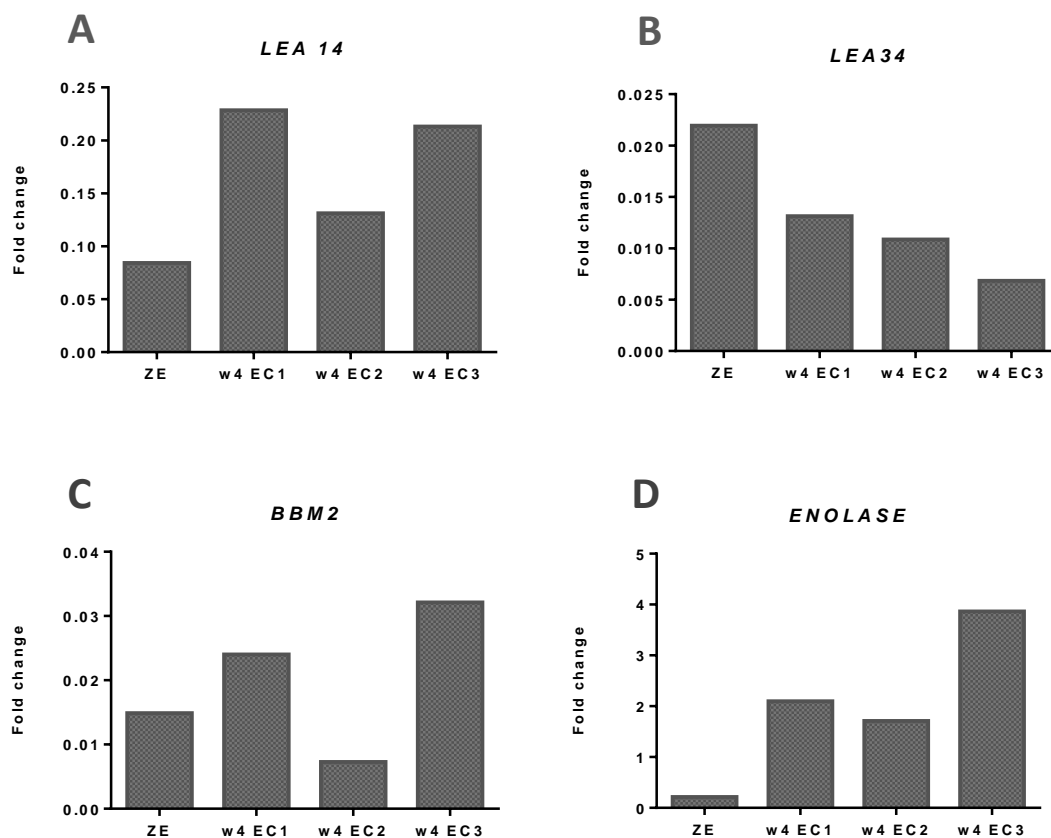 A
LEA 14
Fold change
0.25
0.20
0.15
0.10
0.05
0.00
ZE
w4 EC1
w4 EC2
w4 EC3
B
LEA34
Fold change
0.025
0.020
0.015
0.010
0.005
0.000
ZE
w4 EC1
w4 EC2
w4 EC3
C
BBM2
Fold change
0.04
0.03
0.02
0.01
0.00
ZE
w4 EC1
w4 EC2
w4 EC3
D
ENOLASE
Fold change
5
4
3
2
1
0
ZE
w4 EC1
w4 EC2
w4 EC3